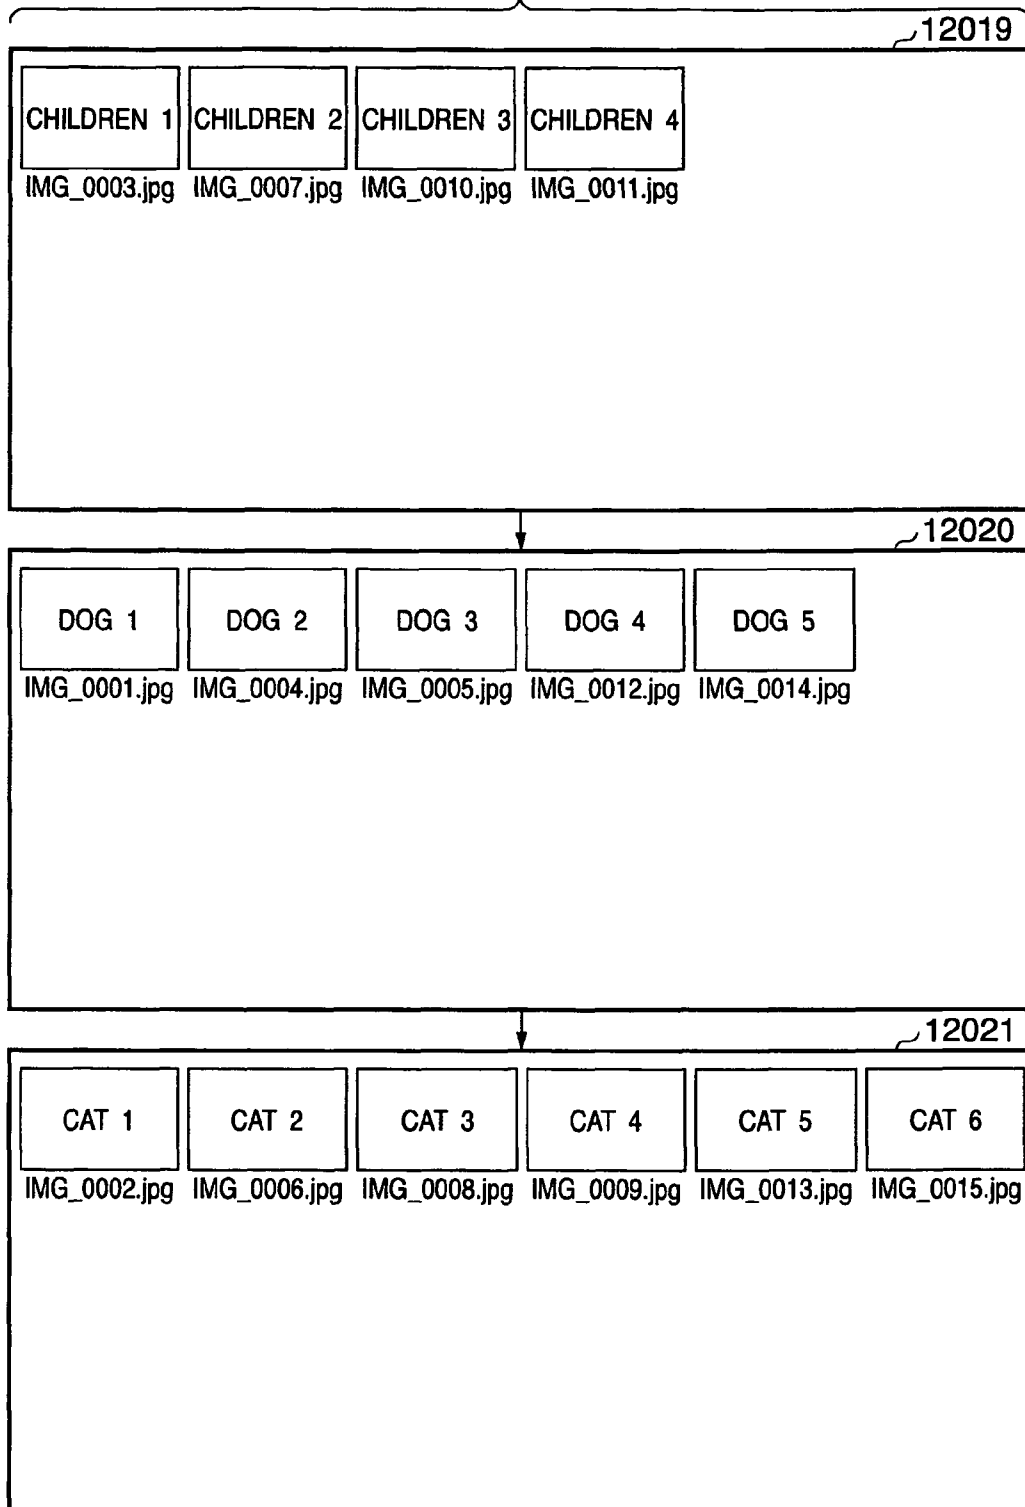 12019
CHILDREN 1 CHILDREN 2 CHILDREN 3 CHILDREN 4
IMG_0003.jpg IMG_0007.jpg IMG_0010.jpg IMG_0011.jpg
12020
DOG 1 DOG 2 DOG 3 DOG 4 DOG 5
IMG_0001.jpg IMG_0004.jpg IMG_0005.jpg IMG_0012.jpg IMG_0014.jpg
12021
CAT 1 CAT 2 CAT 3 CAT 4 CAT 5 CAT 6
IMG_0002.jpg IMG_0006.jpg IMG_0008.jpg IMG_0009.jpg IMG_0013.jpg IMG_0015.jpg